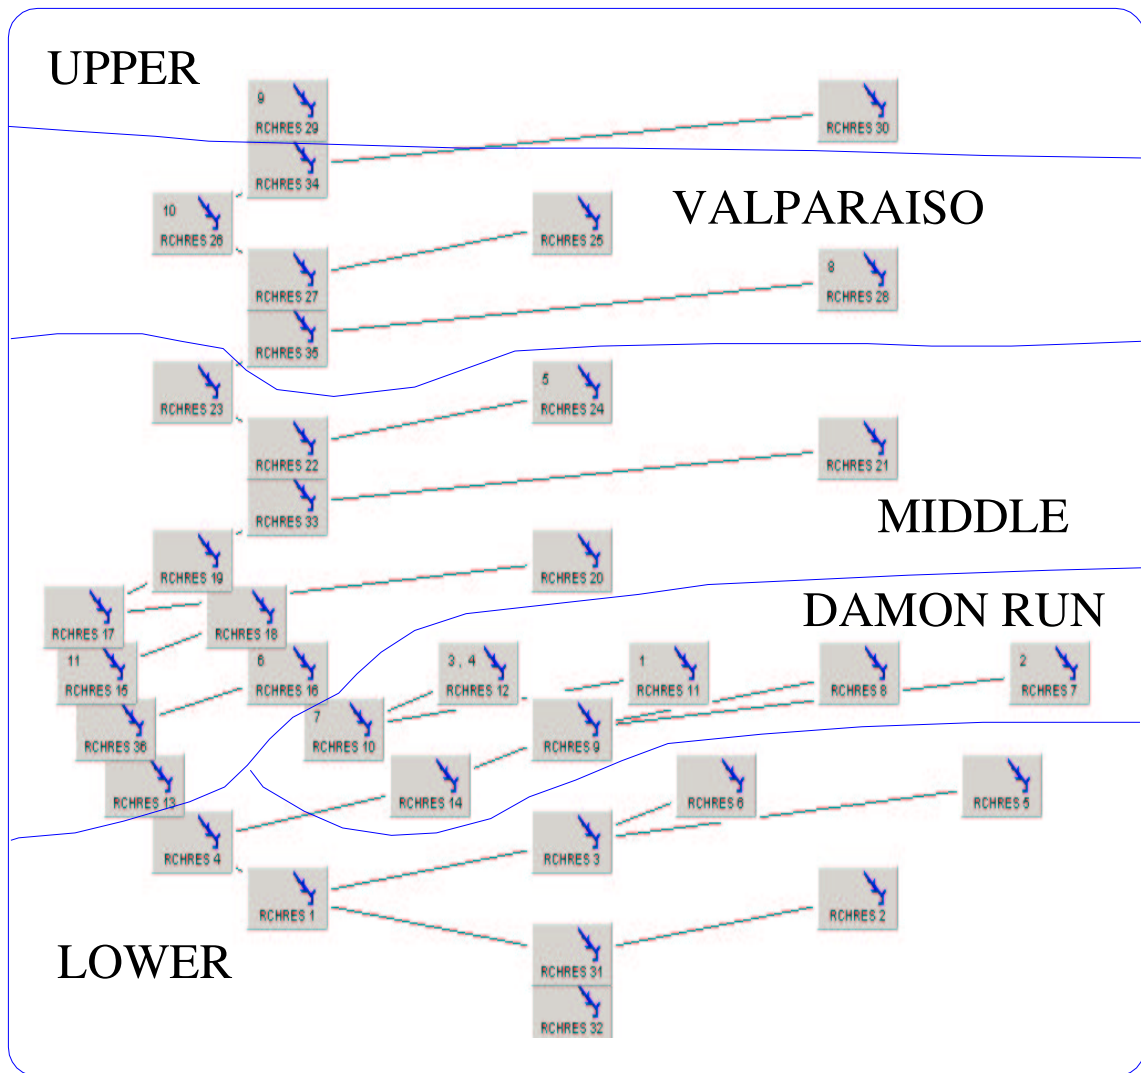 UPPER
9
RCHRES 29
RCHRES 30
RCHRES 34
10
RCHRES 26
RCHRES 25
VALPARAISO
RCHRES 27
8
RCHRES 28
RCHRES 35
RCHRES 23
5
RCHRES 24
RCHRES 22
RCHRES 21
RCHRES 33
MIDDLE
RCHRES 19
RCHRES 20
RCHRES 17
RCHRES 18
DAMON RUN
11
RCHRES 15
6
RCHRES 16
3 , 4
RCHRES 12
1
RCHRES 11
RCHRES 8
2
RCHRES 7
RCHRES 36
7
RCHRES 10
RCHRES 9
RCHRES 13
RCHRES 14
RCHRES 6
RCHRES 5
RCHRES 4
RCHRES 3
RCHRES 1
RCHRES 2
LOWER
RCHRES 31
RCHRES 32